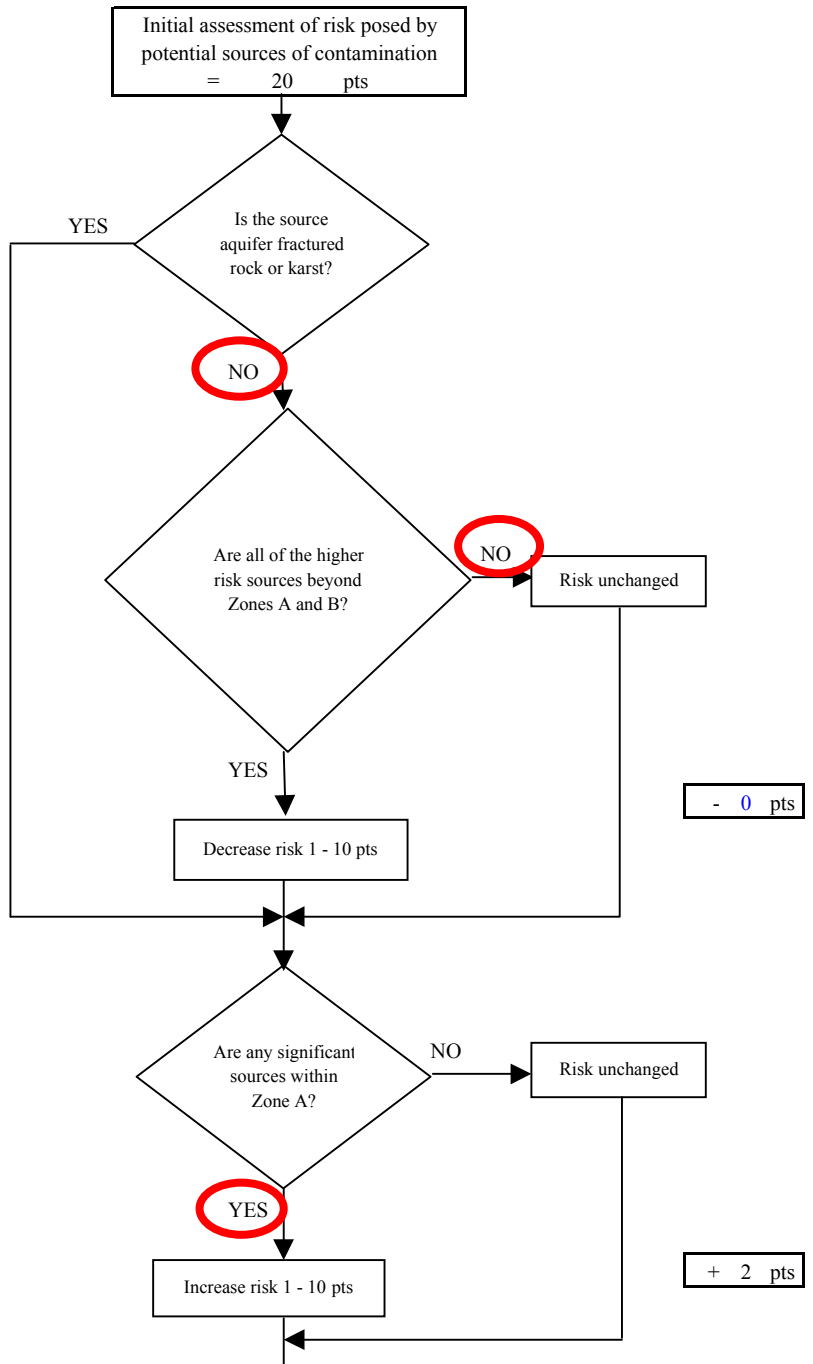 Initial assessment of risk posed by
potential sources of contamination
= 20 pts
YES
Is the source
aquifer fractured
rock or karst?
NO
Are all of the higher
risk sources beyond
Zones A and B?
NO
Risk unchanged
YES
- 0 pts
Decrease risk 1 - 10 pts
Are any significant
sources within
Zone A?
NO
Risk unchanged
YES
Increase risk 1 - 10 pts
+ 2 pts